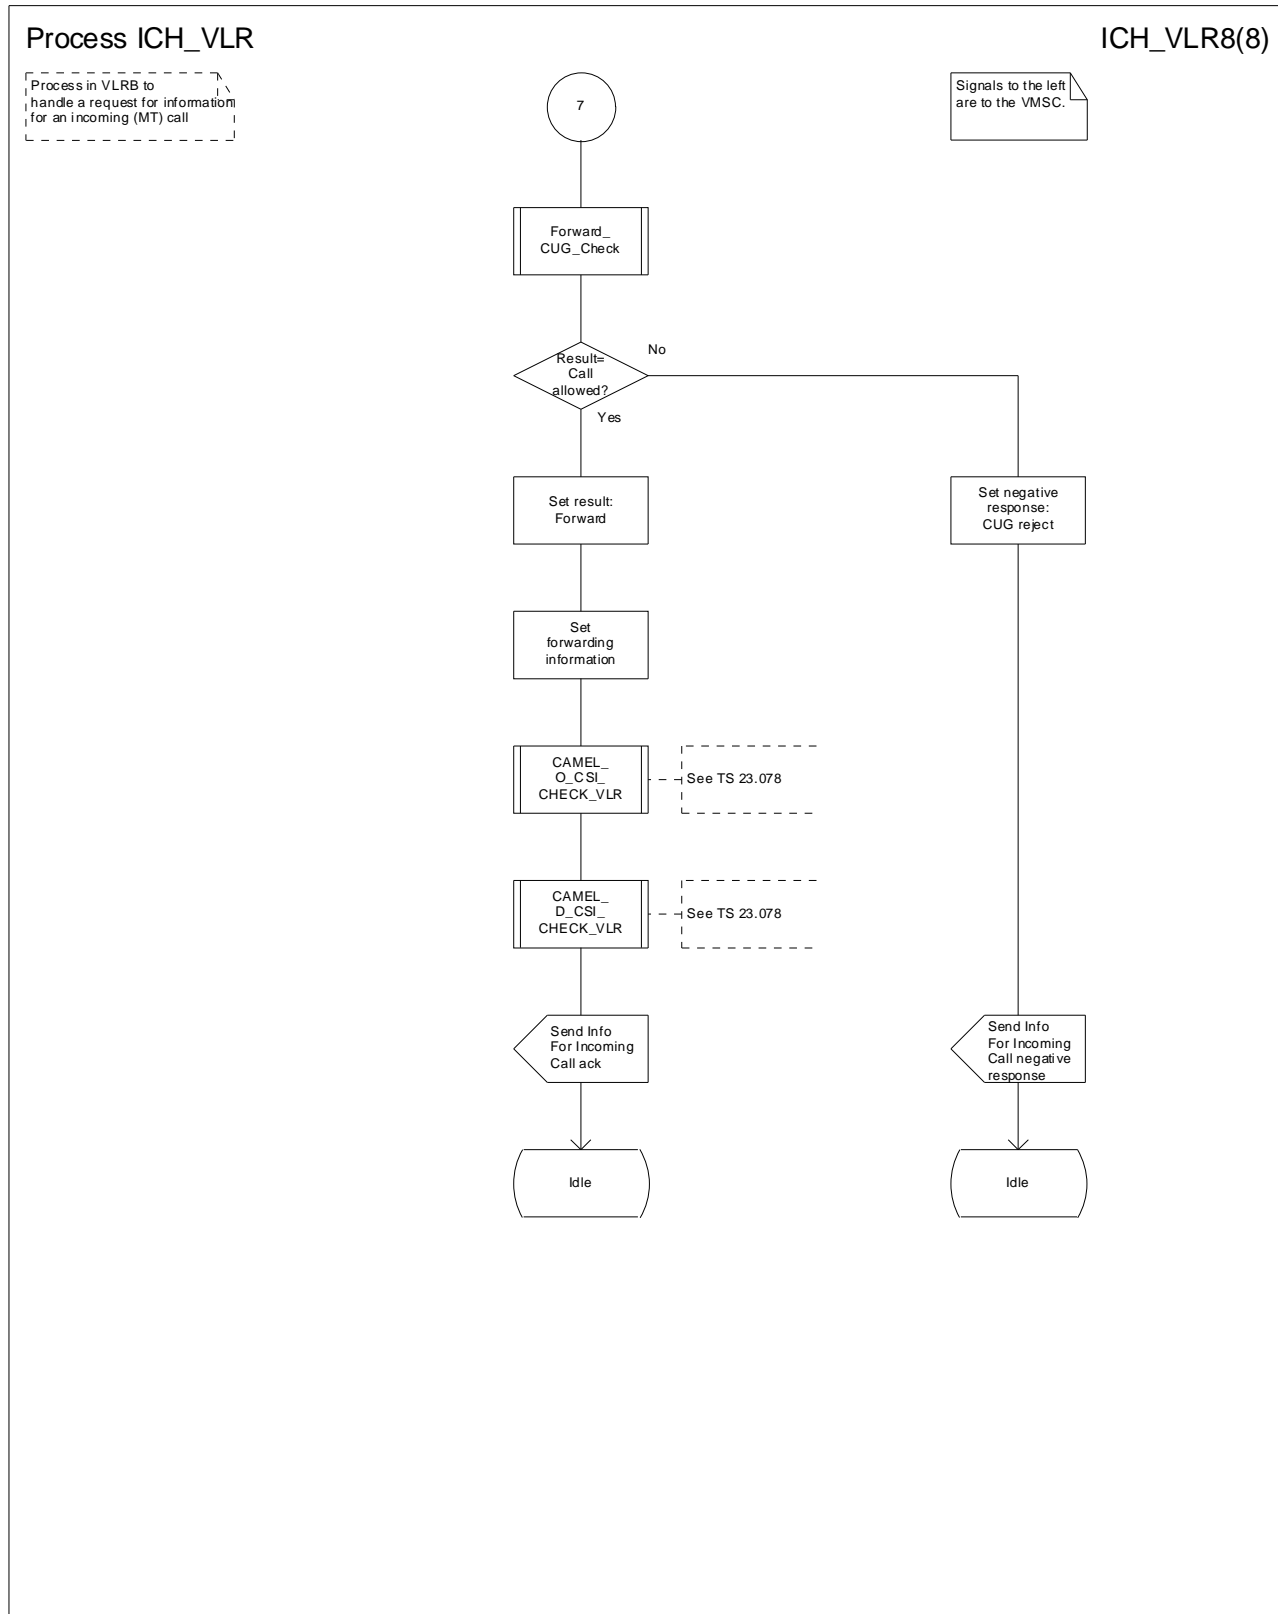 Process ICH_VLR
ICH_VLR8(8)
Process in VLRB to
handle a request for information
for an incoming (MT) call
Signals to the left
are to the VMSC.
7
Forward_
CUG_Check
Result=
Call
allowed?
No
Yes
Set result:
Forward
Set negative
response:
CUG reject
Set
forwarding
information
CAMEL_
O_CSI_
CHECK_VLR
See TS 23.078
CAMEL_
D_CSI_
CHECK_VLR
See TS 23.078
Send Info
For Incoming
Call ack
Send Info
For Incoming
Call negative
response
Idle
Idle